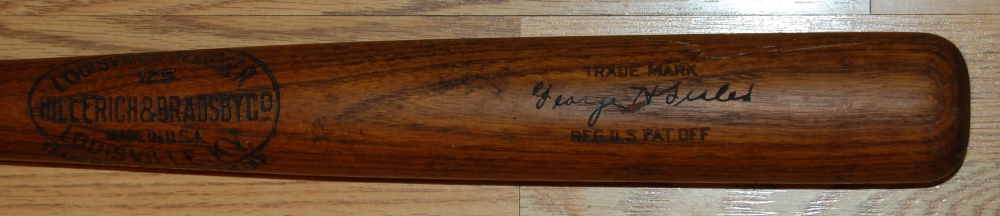 LOUISVILLE SLUGGER
125
HILLERICH & BRADSBY CO
MADE IN U.S.A.
LOUISVILLE KY.
TRADE MARK
George H Sisler
REG. U.S. PAT. OFF